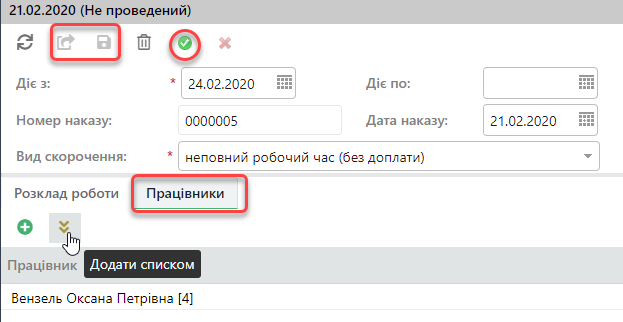 21.02.2020 (Не проведений)
Діє з: * 24.02.2020 Діє по:
Номер наказу: 0000005 Дата наказу: 21.02.2020
Вид скорочення: * неповний робочий час (без доплати)
Розклад роботи Працівники
Працівник Додати списком
Вензель Оксана Петрівна [4]